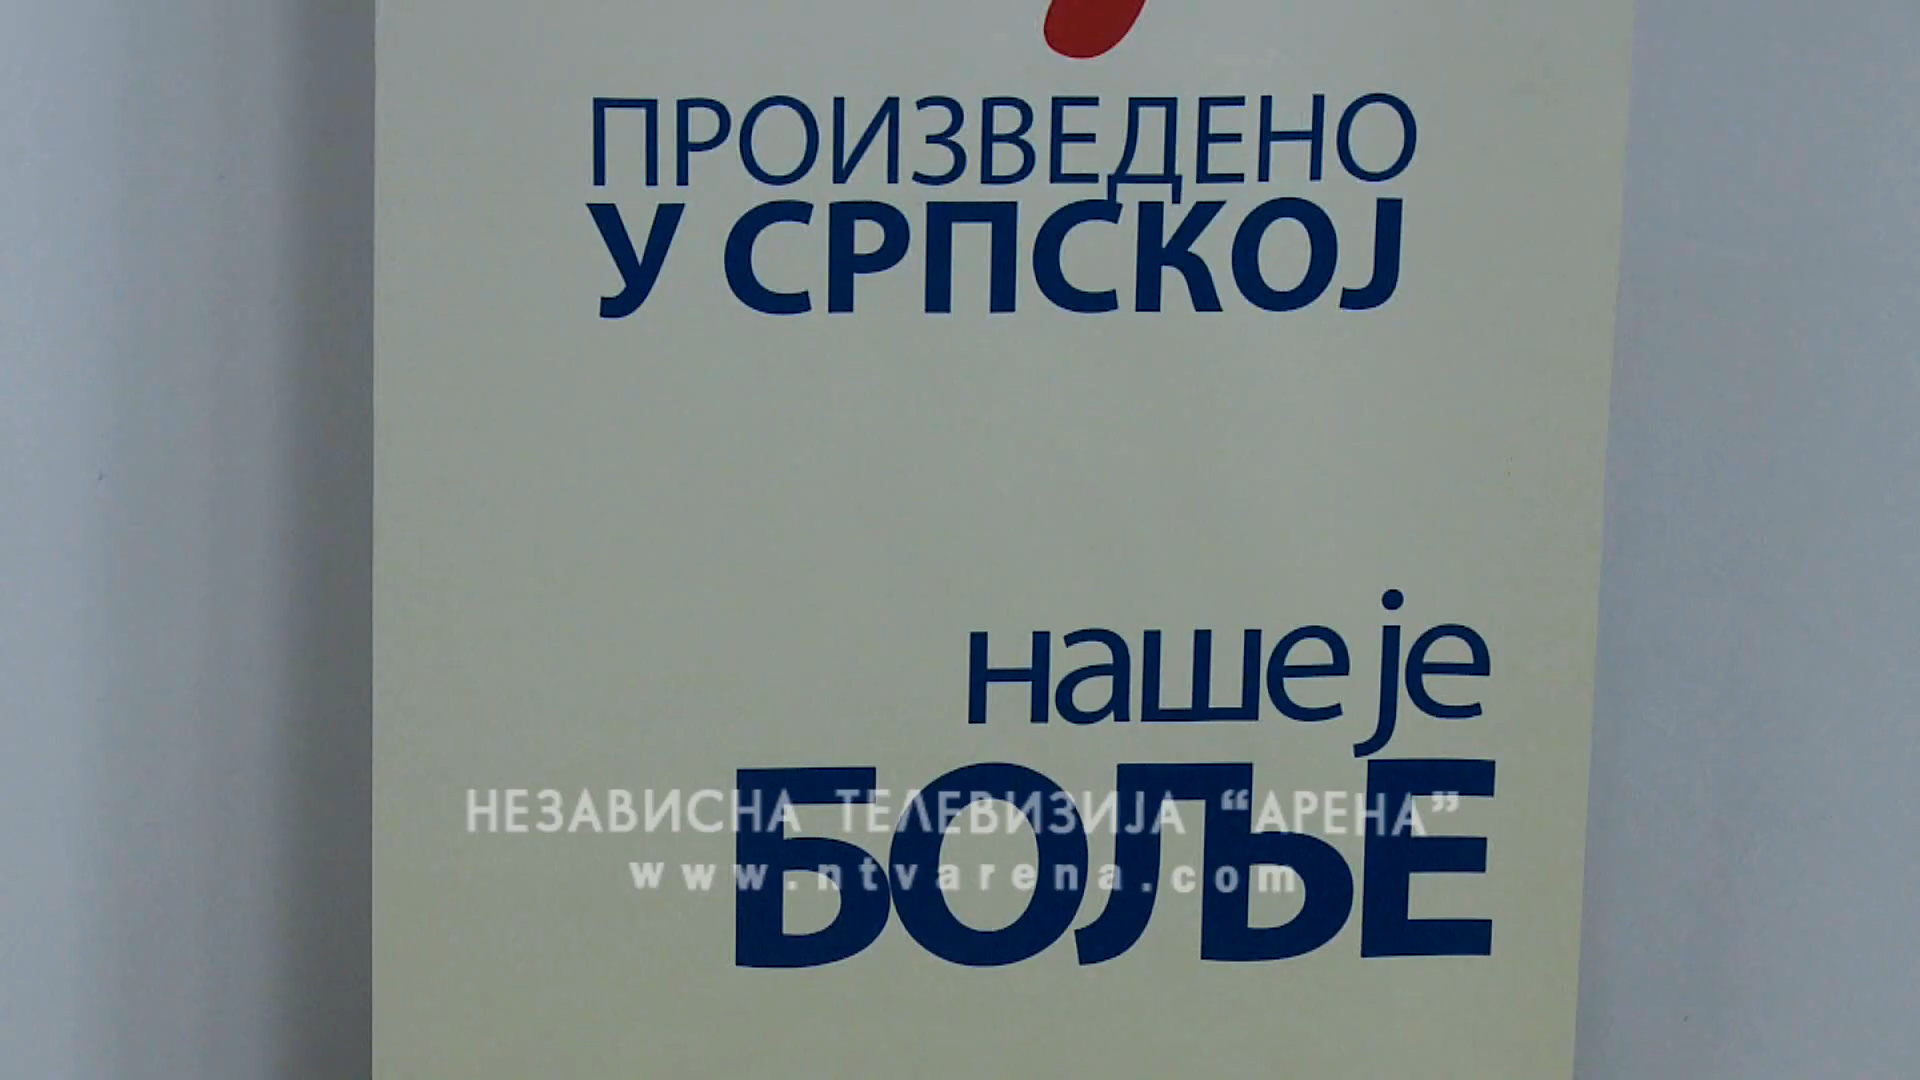 ПРОИЗВЕДЕНО
У СРПСКОЈ
наше је
БОЉЕ
НЕЗАВИСНА ТЕЛЕВИЗИЈА “АРЕНА”
www.ntvarena.com